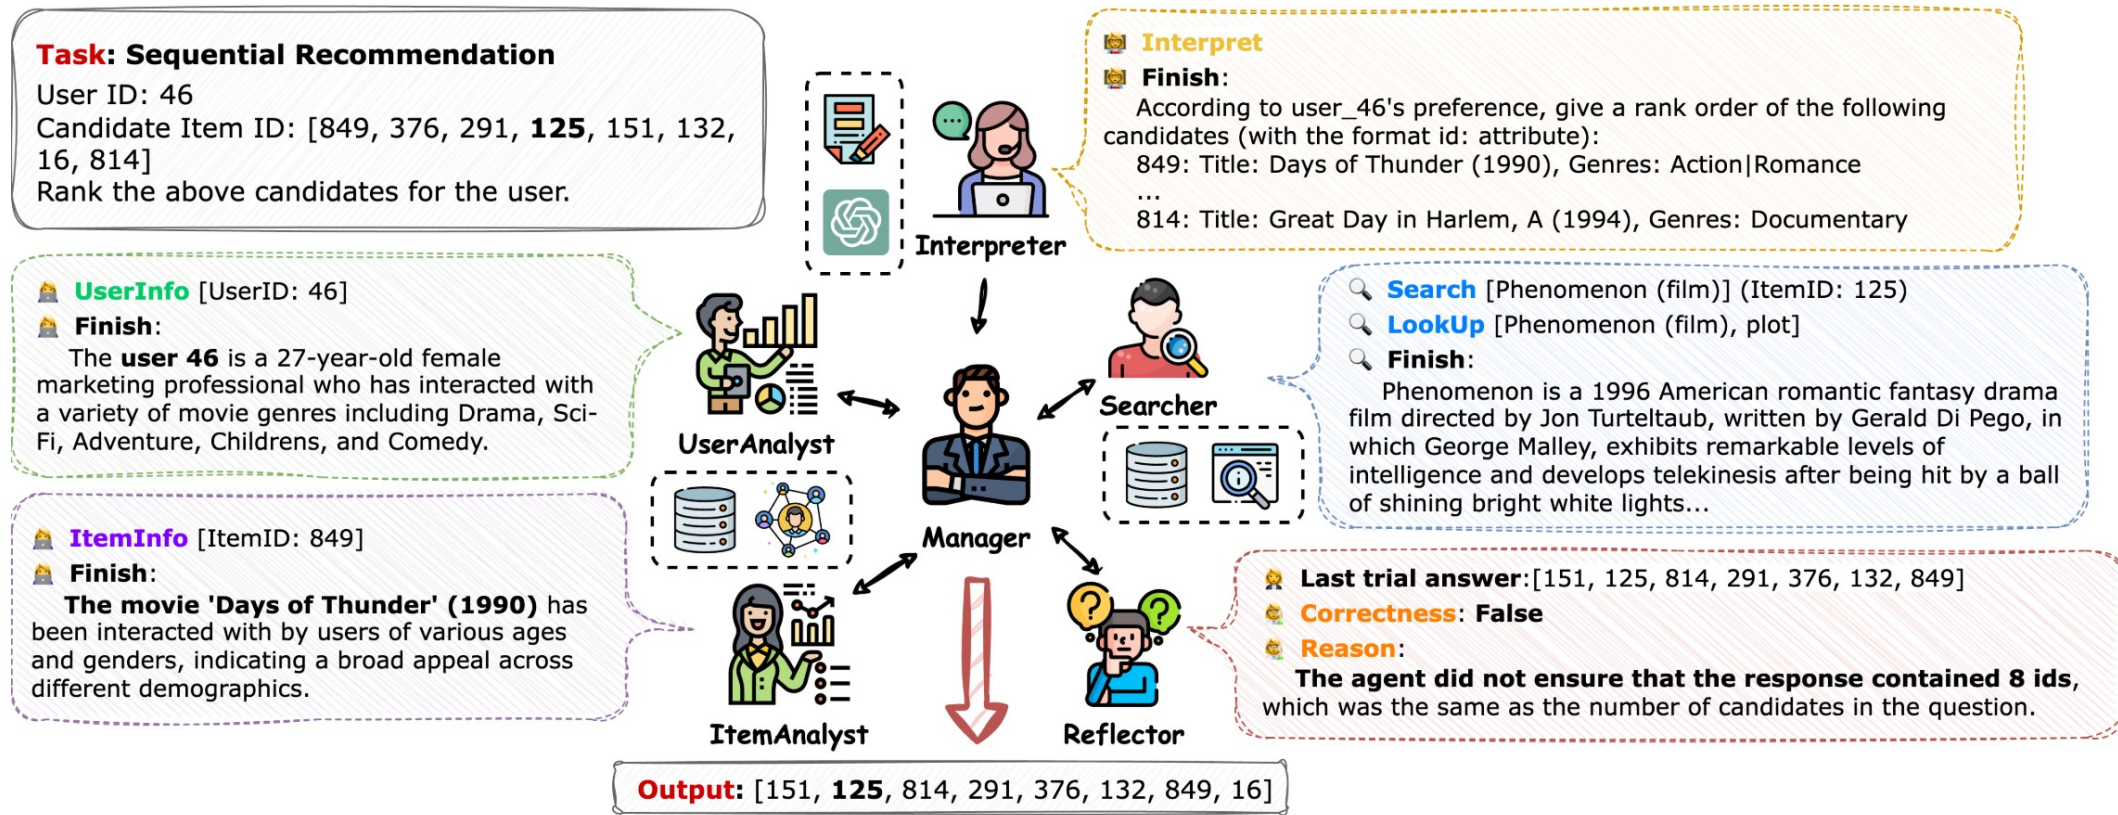 Task: Sequential Recommendation
User ID: 46
Candidate Item ID: [849, 376, 291, 125, 151, 132,
16, 814]
Rank the above candidates for the user.
Interpret
Finish:
According to user_46's preference, give a rank order of the following
candidates (with the format id: attribute):
849: Title: Days of Thunder (1990), Genres: Action|Romance
...
814: Title: Great Day in Harlem, A (1994), Genres: Documentary
Interpreter
UserInfo [UserID: 46]
Finish:
The user 46 is a 27-year-old female
marketing professional who has interacted with
a variety of movie genres including Drama, Sci-
Fi, Adventure, Childrens, and Comedy.
UserAnalyst
Search [Phenomenon (film)] (ItemID: 125)
LookUp [Phenomenon (film), plot]
Finish:
Phenomenon is a 1996 American romantic fantasy drama
film directed by Jon Turteltaub, written by Gerald Di Pego, in
which George Malley, exhibits remarkable levels of
intelligence and develops telekinesis after being hit by a ball
of shining bright white lights...
Searcher
Manager
ItemInfo [ItemID: 849]
Finish:
The movie 'Days of Thunder' (1990) has
been interacted with by users of various ages
and genders, indicating a broad appeal across
different demographics.
ItemAnalyst
Last trial answer:[151, 125, 814, 291, 376, 132, 849]
Correctness: False
Reason:
The agent did not ensure that the response contained 8 ids,
which was the same as the number of candidates in the question.
Reflector
Output: [151, 125, 814, 291, 376, 132, 849, 16]